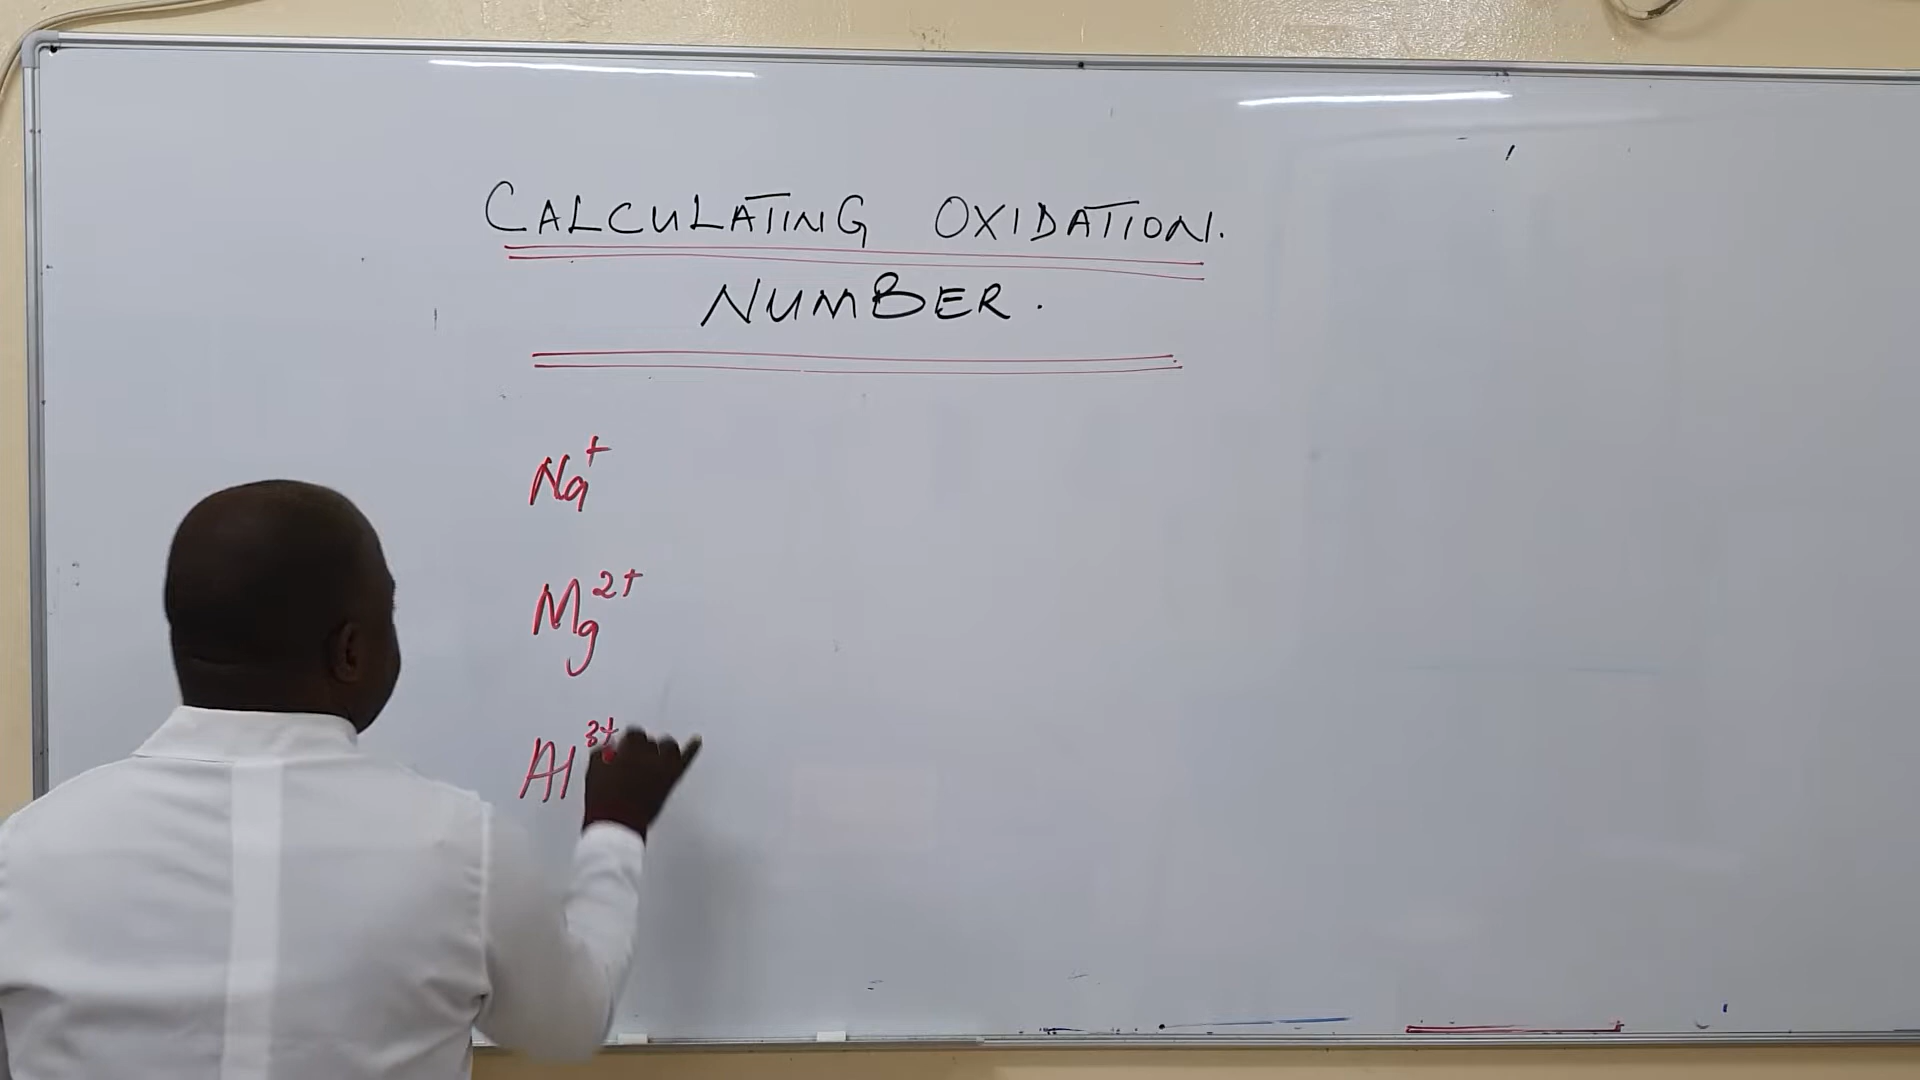 CALCULATING OXIDATION.
NUMBER.
Na⁺
Mg²⁺
Al³⁺